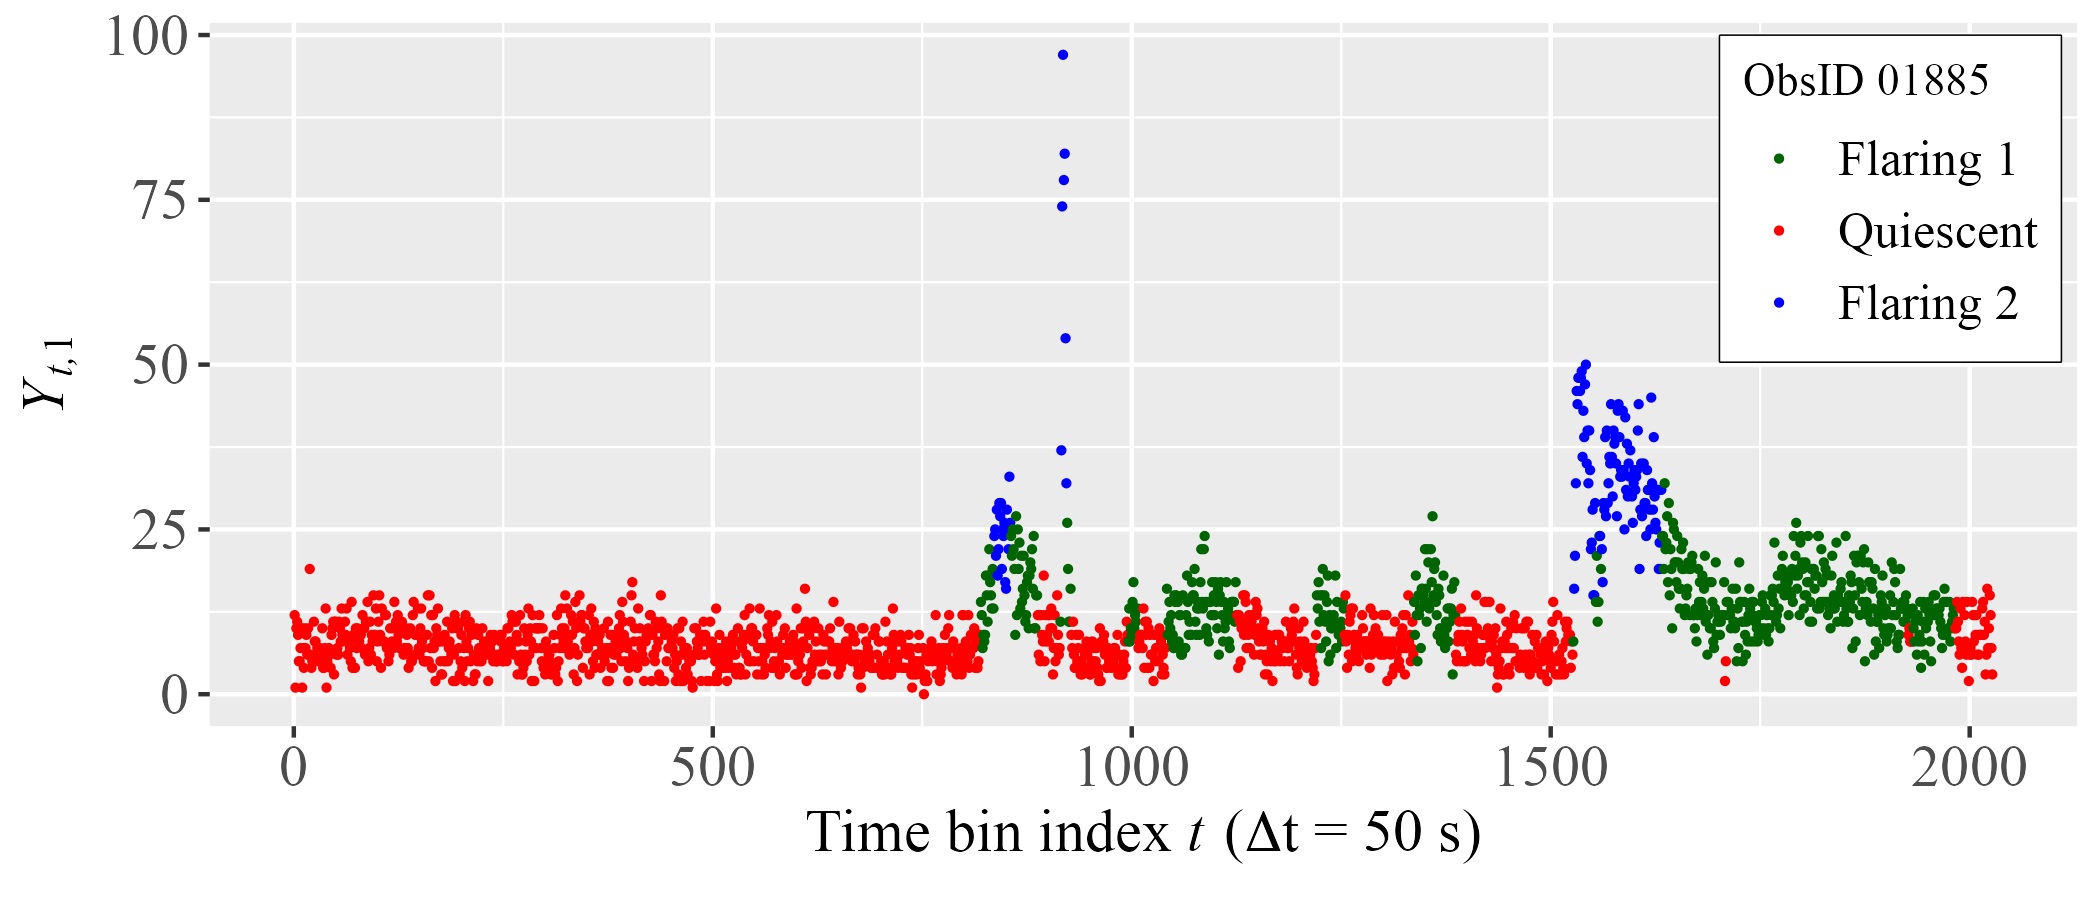 100
75
50
25
0
Y t,1
0 500 1000 1500 2000
Time bin index t (Δt = 50 s)
ObsID 01885
Flaring 1
Quiescent
Flaring 2